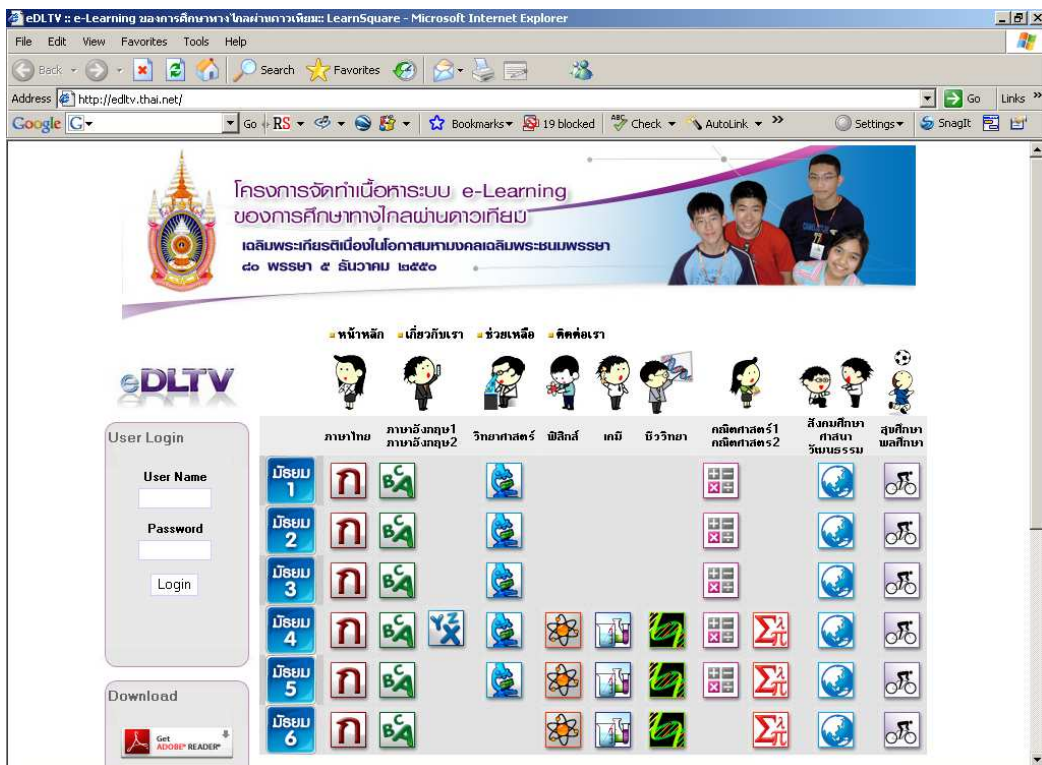 eDLTV :: e-Learning ของการศึกษาทางไกลผ่านดาวเทียม:: LearnSquare - Microsoft Internet Explorer
File Edit View Favorites Tools Help
Back Search Favorites
Address http://edltv.thai.net/ Go Links »
Google G Go RS Bookmarks 19 blocked ABC Check AutoLink » Settings SnagIt
โครงการจัดทำเนื้อหาระบบ e-Learning
ของการศึกษาทางไกลผ่านดาวเทียม
เฉลิมพระเกียรติเนื่องในโอกาสมหามงคลเฉลิมพระชนมพรรษา
๘๐ พรรษา ๕ ธันวาคม ๒๕๕๐
หน้าหลัก เกี่ยวกับเรา ช่วยเหลือ ติดต่อเรา
eDLTV
ภาษาไทย
ภาษาอังกฤษ1
ภาษาอังกฤษ2
วิทยาศาสตร์ ฟิสิกส์ เคมี ชีววิทยา
คณิตศาสตร์1
คณิตศาสตร2
สังคมศึกษา
ศาสนา
วัฒนธรรม
สุขศึกษา
พลศึกษา
User Login
User Name
Password
Login
Download
Get
ADOBE® READER®
มัธยม
1
ก BCA
มัธยม
2
ก BCA
มัธยม
3
ก BCA
มัธยม
4
ก BCA YZX Σλπ
มัธยม
5
ก BCA Σλπ
มัธยม
6
ก BCA Σλπ